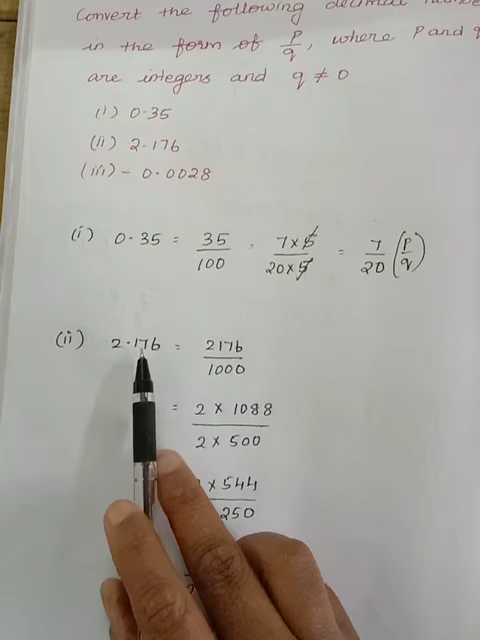 Convert the following decimal
in the form of P/q, where P and q
are integers and q ≠ 0
(i) 0.35
(ii) 2.176
(iii) - 0.0028
(i) 0.35 = 35/100 = 7×5/20×5 = 7/20 (P/q)
(ii) 2.176 = 2176/1000
= 2 × 1088 / 2 × 500
× 544 / 250